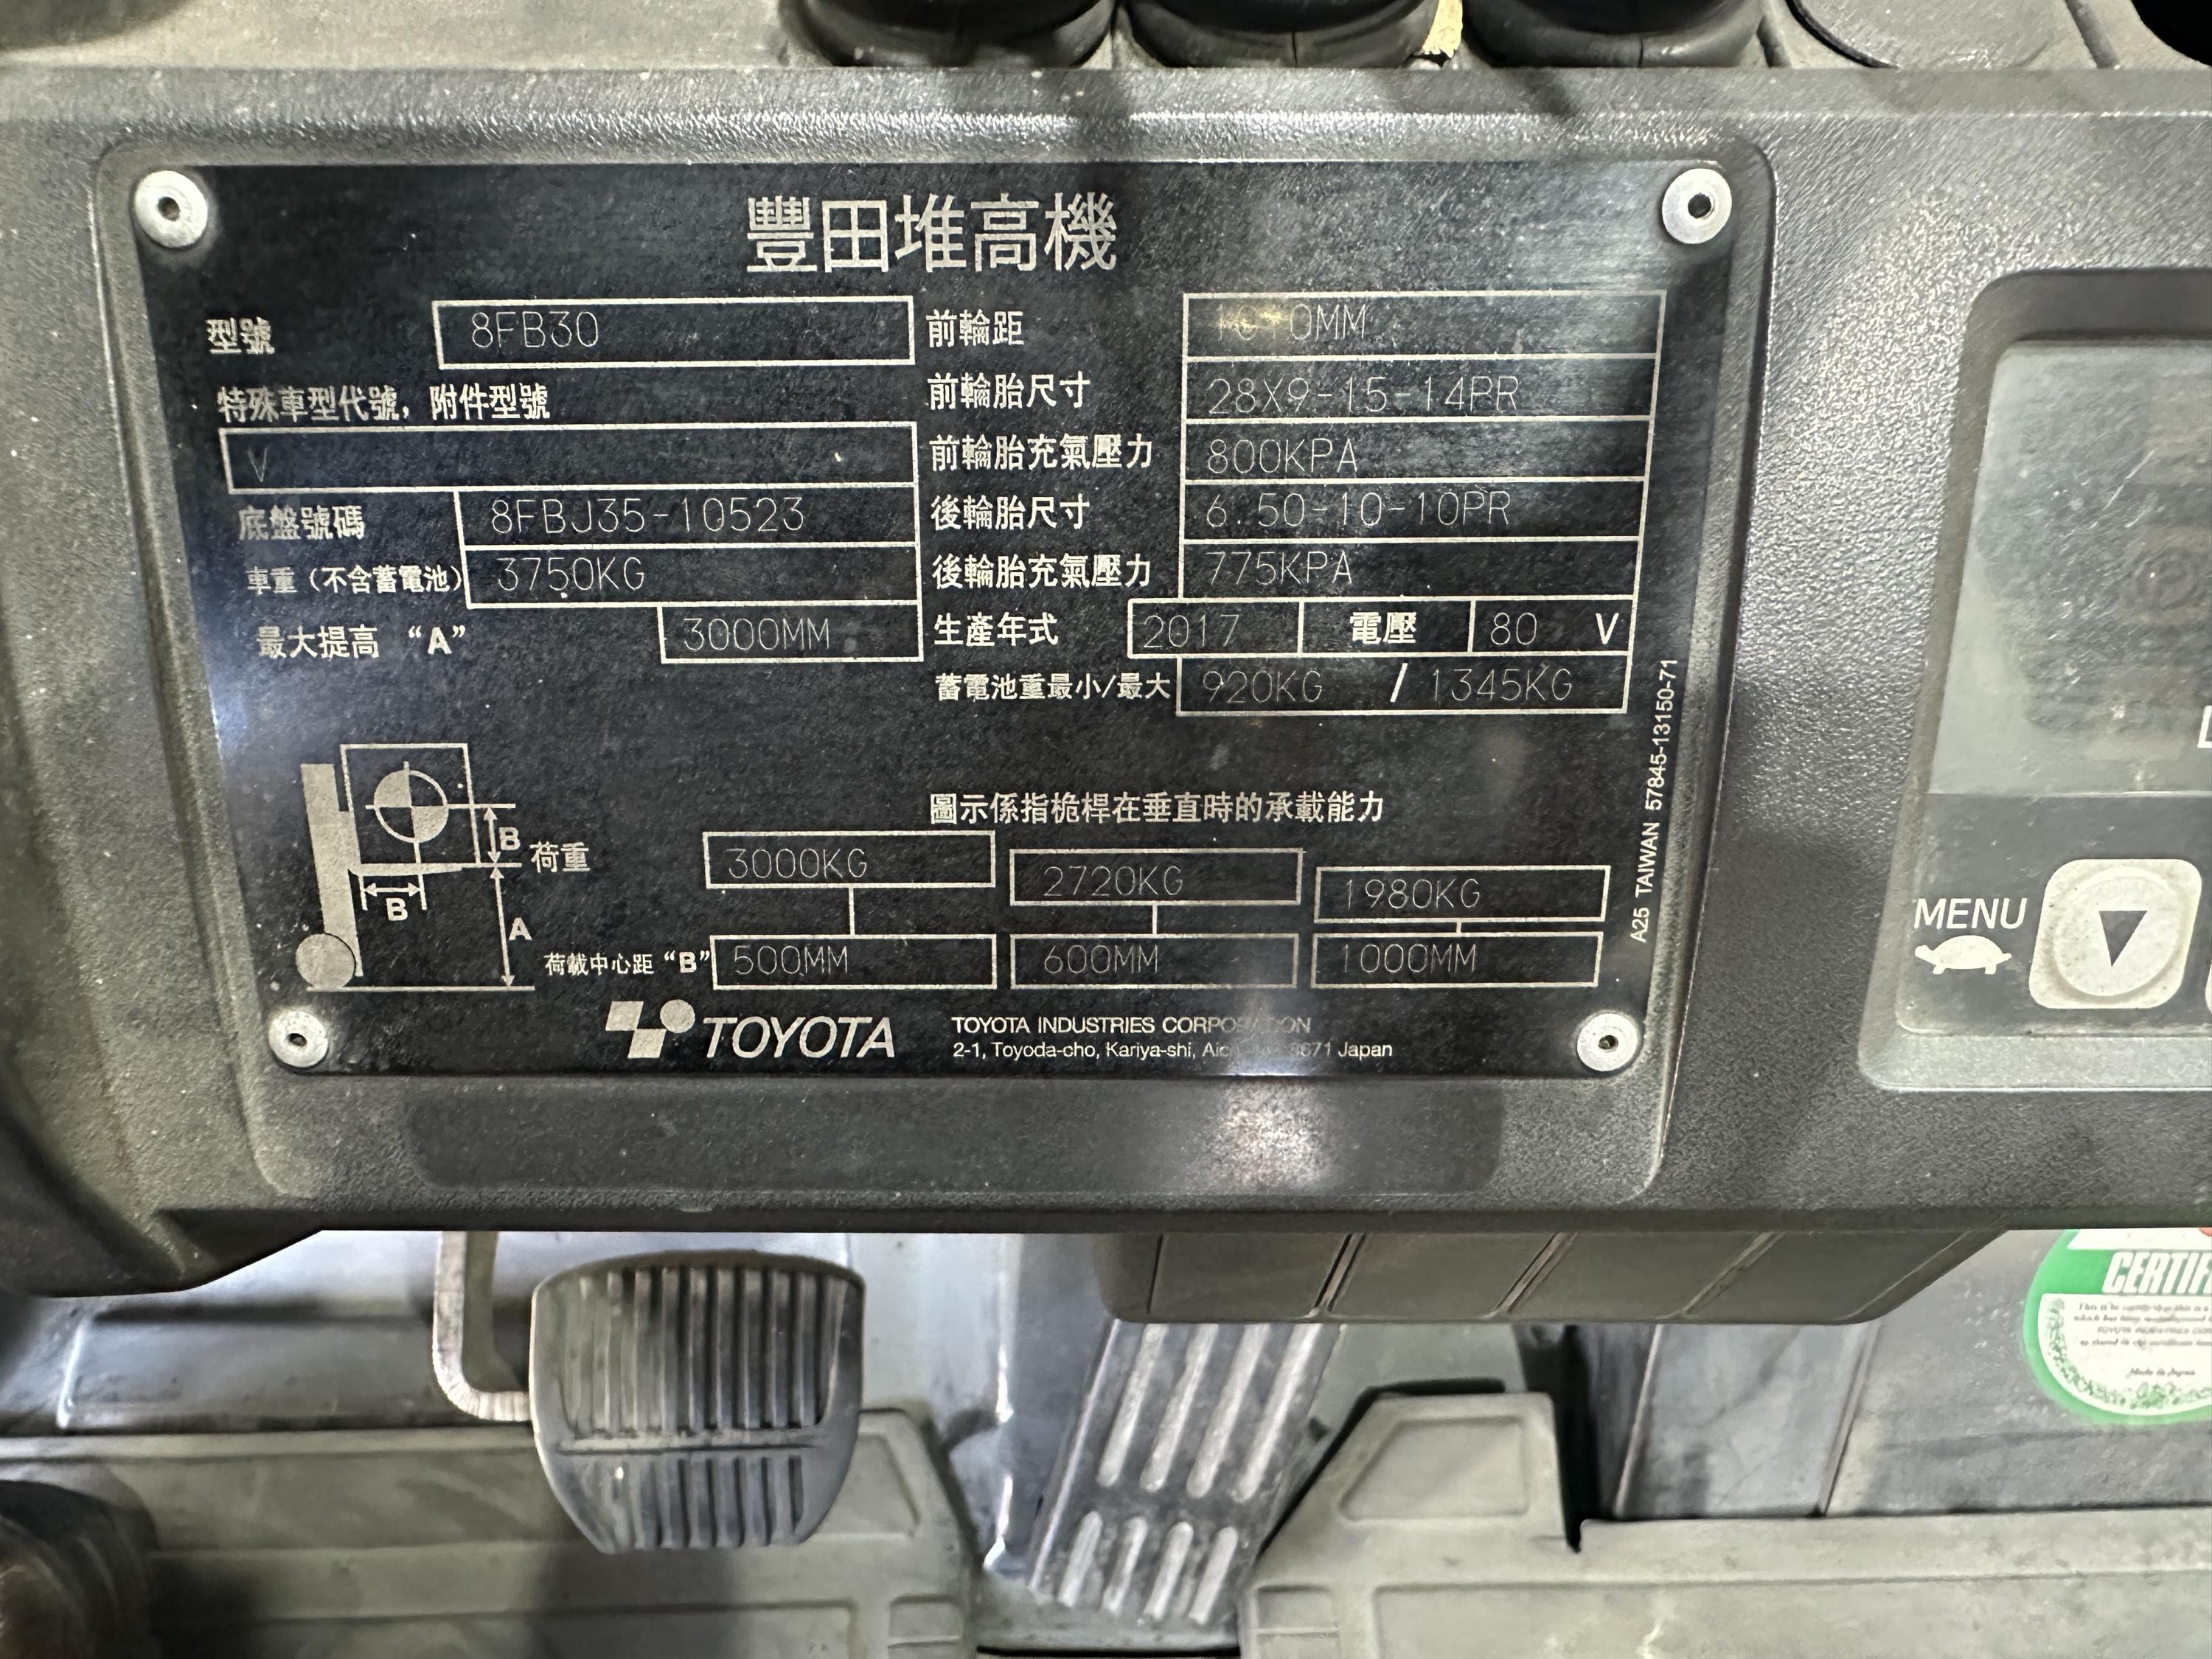 豐田堆高機
型號 8FB30
特殊車型代號，附件型號
V
底盤號碼 8FBJ35-10523
車重（不含蓄電池） 3750KG
最大提高 “A” 3000MM
前輪距
前輪胎尺寸 28X9-15-14PR
前輪胎充氣壓力 800KPA
後輪胎尺寸 6.50-10-10PR
後輪胎充氣壓力 775KPA
生產年式 2017 電壓 80 V
蓄電池重最小/最大 920KG / 1345KG
圖示係指桅桿在垂直時的承載能力
B
B
A
荷重 3000KG 2720KG 1980KG
荷載中心距 “B” 500MM 600MM 1000MM
TOYOTA
TOYOTA INDUSTRIES CORPORATION
2-1, Toyoda-cho, Kariya-shi, Japan
A25 TAIWAN 57845-13150-71
MENU